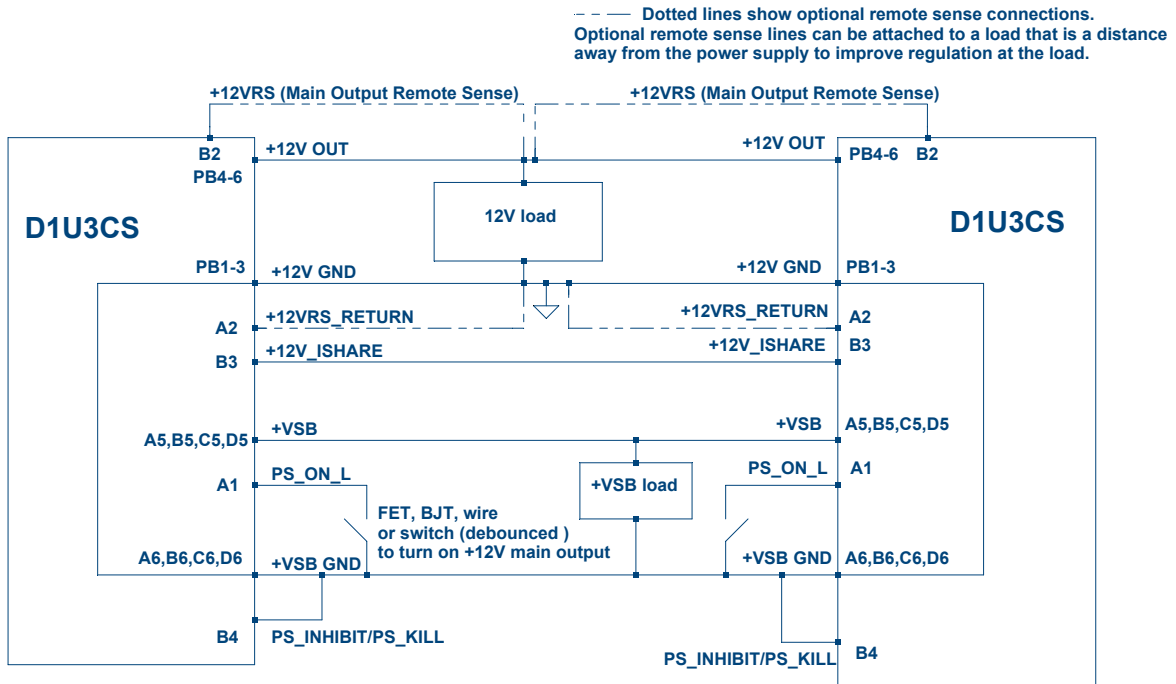 Dotted lines show optional remote sense connections.
Optional remote sense lines can be attached to a load that is a distance
away from the power supply to improve regulation at the load.
+12VRS (Main Output Remote Sense)
+12VRS (Main Output Remote Sense)
B2
+12V OUT
+12V OUT
PB4-6
B2
PB4-6
D1U3CS
12V load
D1U3CS
PB1-3
+12V GND
+12V GND
PB1-3
A2
+12VRS_RETURN
+12VRS_RETURN
A2
B3
+12V_ISHARE
+12V_ISHARE
B3
A5,B5,C5,D5
+VSB
+VSB
A5,B5,C5,D5
A1
PS_ON_L
+VSB load
PS_ON_L
A1
FET, BJT, wire
or switch (debounced )
to turn on +12V main output
A6,B6,C6,D6
+VSB GND
+VSB GND
A6,B6,C6,D6
B4
PS_INHIBIT/PS_KILL
PS_INHIBIT/PS_KILL
B4